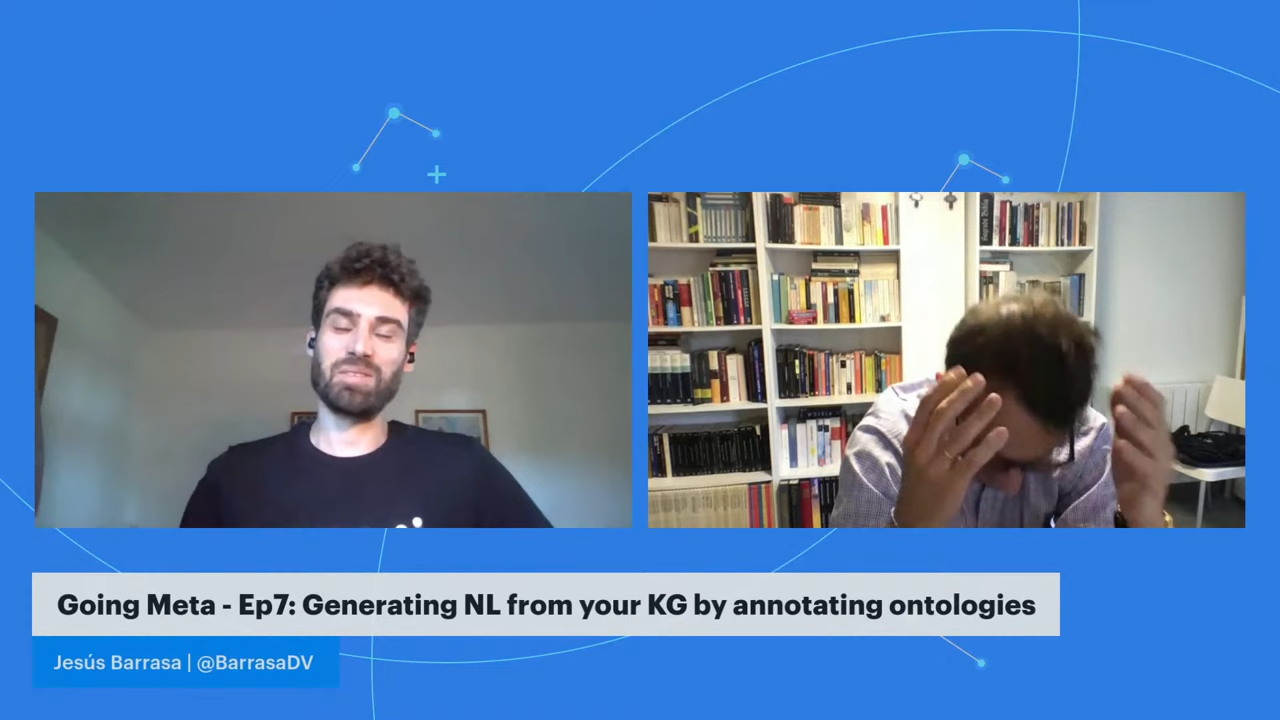 Going Meta - Ep7: Generating NL from your KG by annotating ontologies
Jesús Barrasa | @BarrasaDV